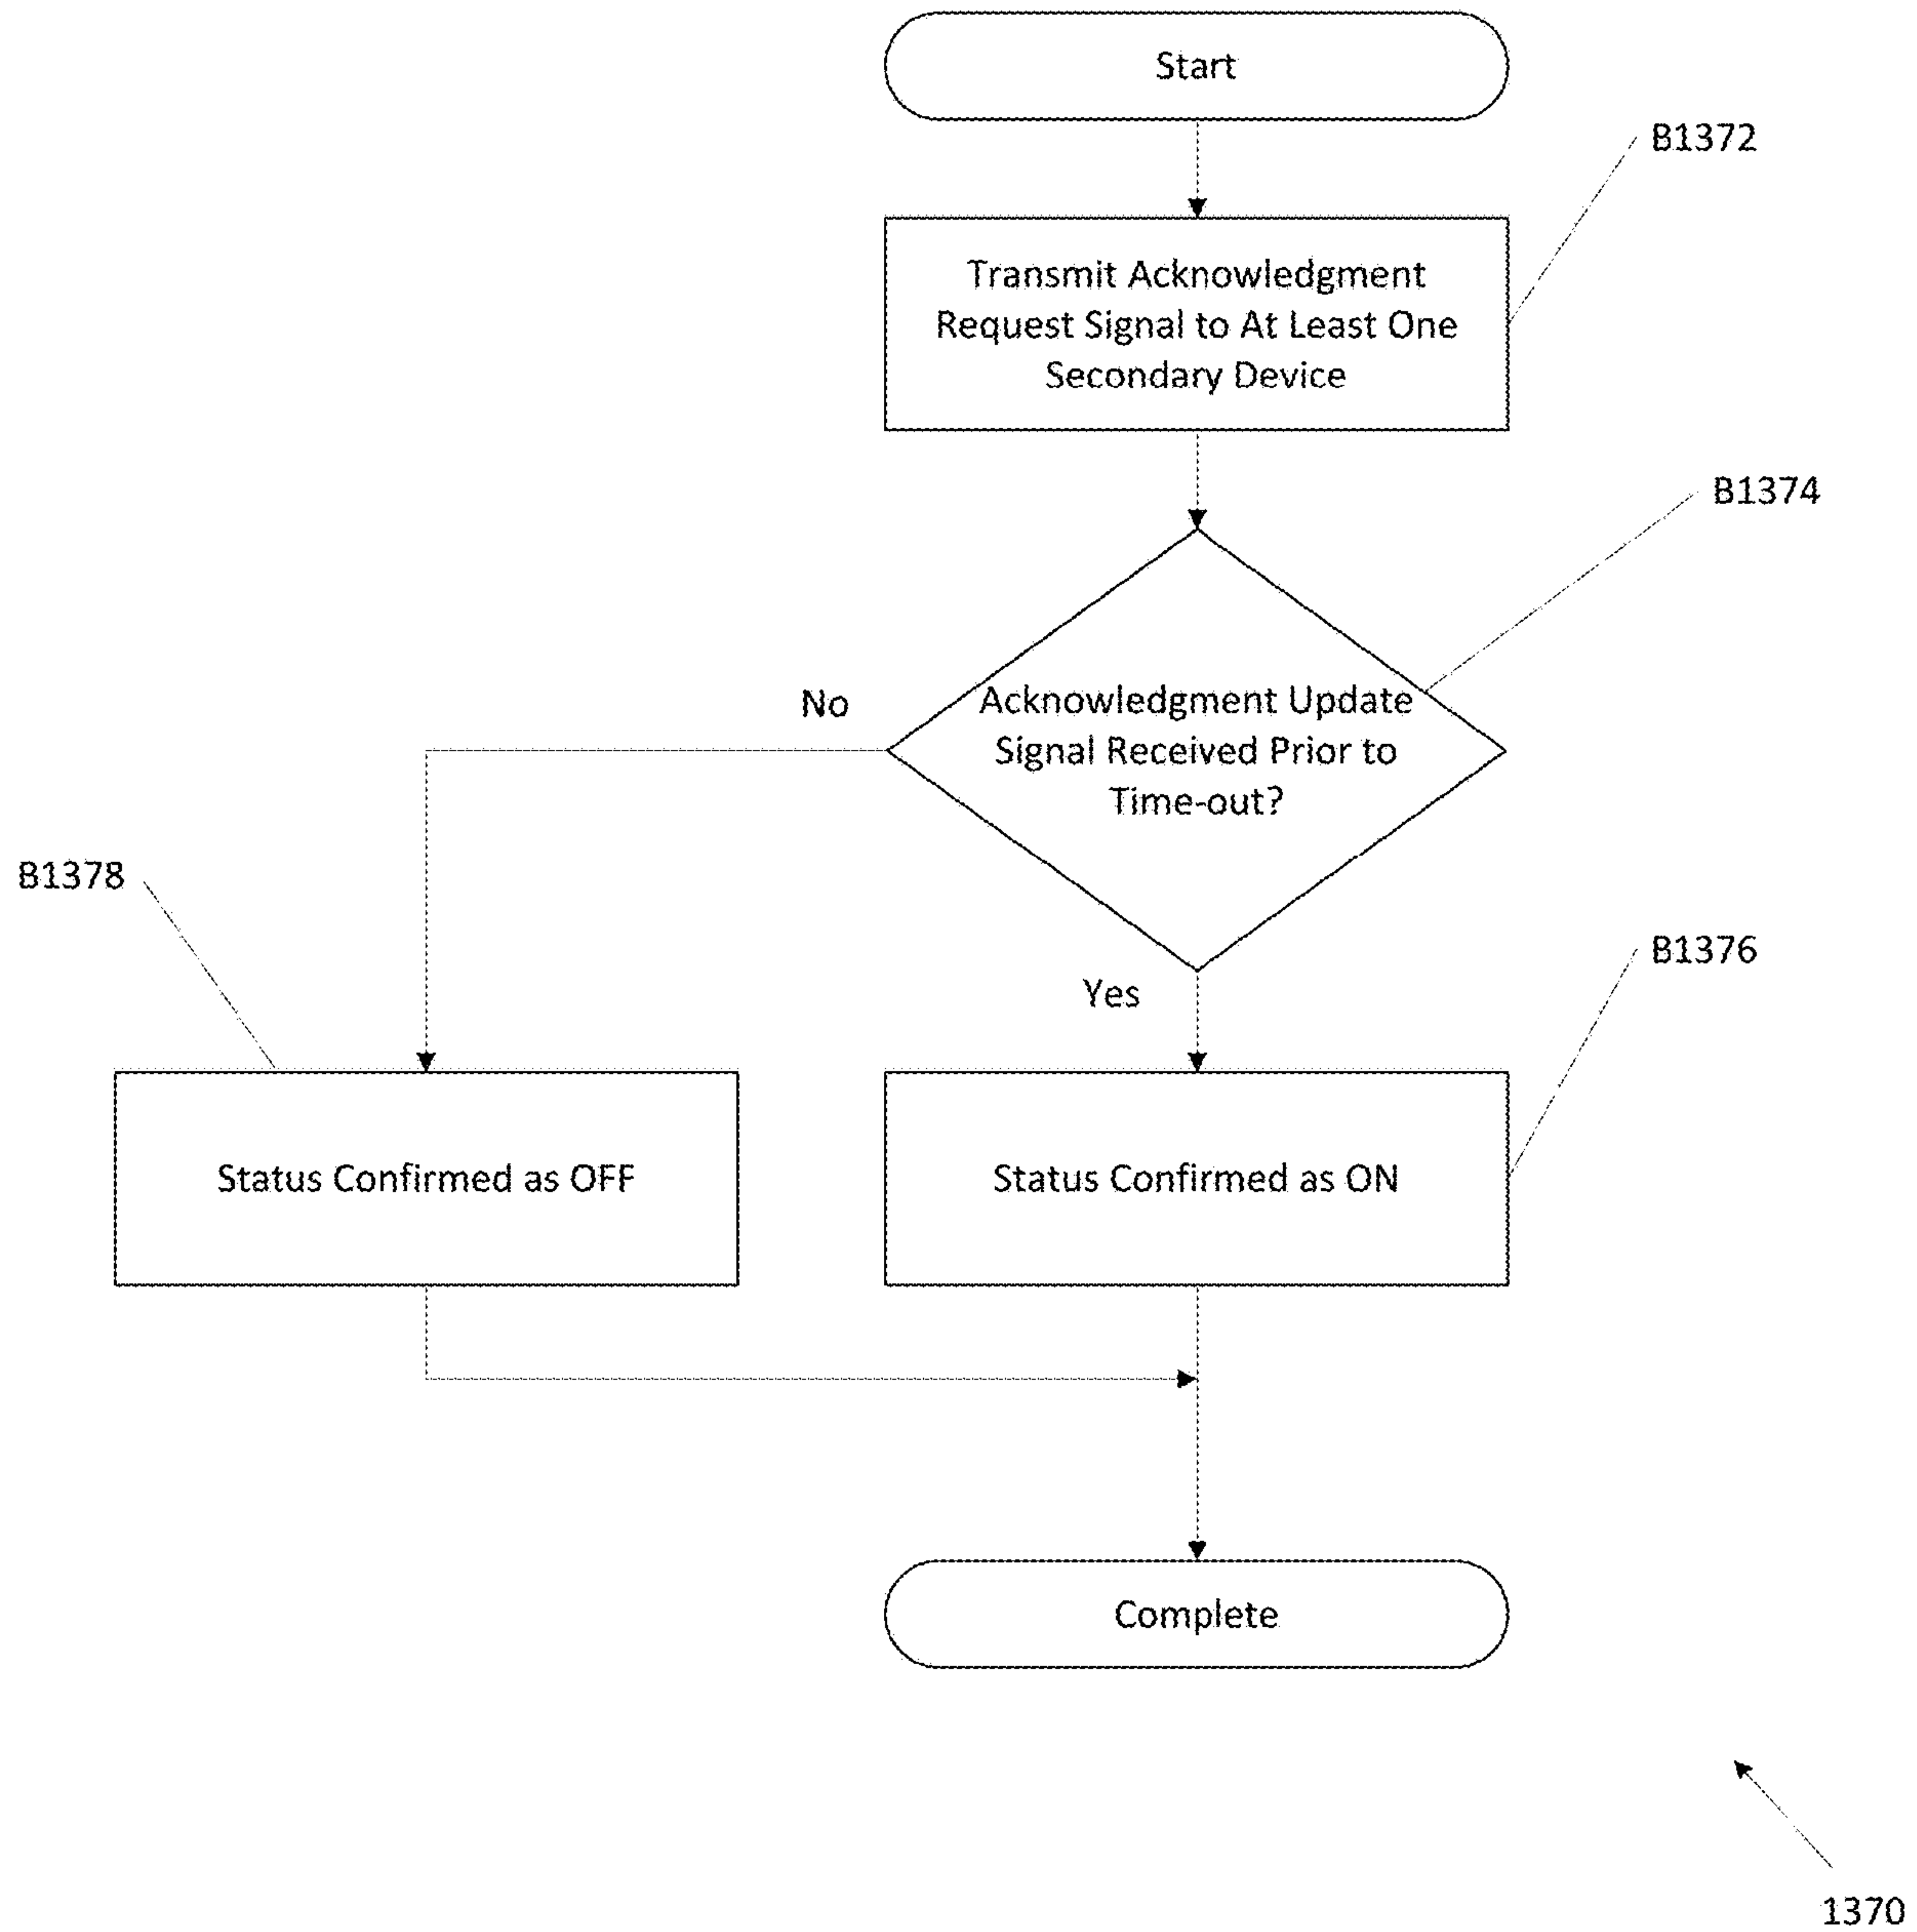 Start
B1372
Transmit Acknowledgment
Request Signal to At Least One
Secondary Device
B1374
No
Acknowledgment Update
Signal Received Prior to
Time-out?
B1378
B1376
Yes
Status Confirmed as OFF
Status Confirmed as ON
Complete
1370